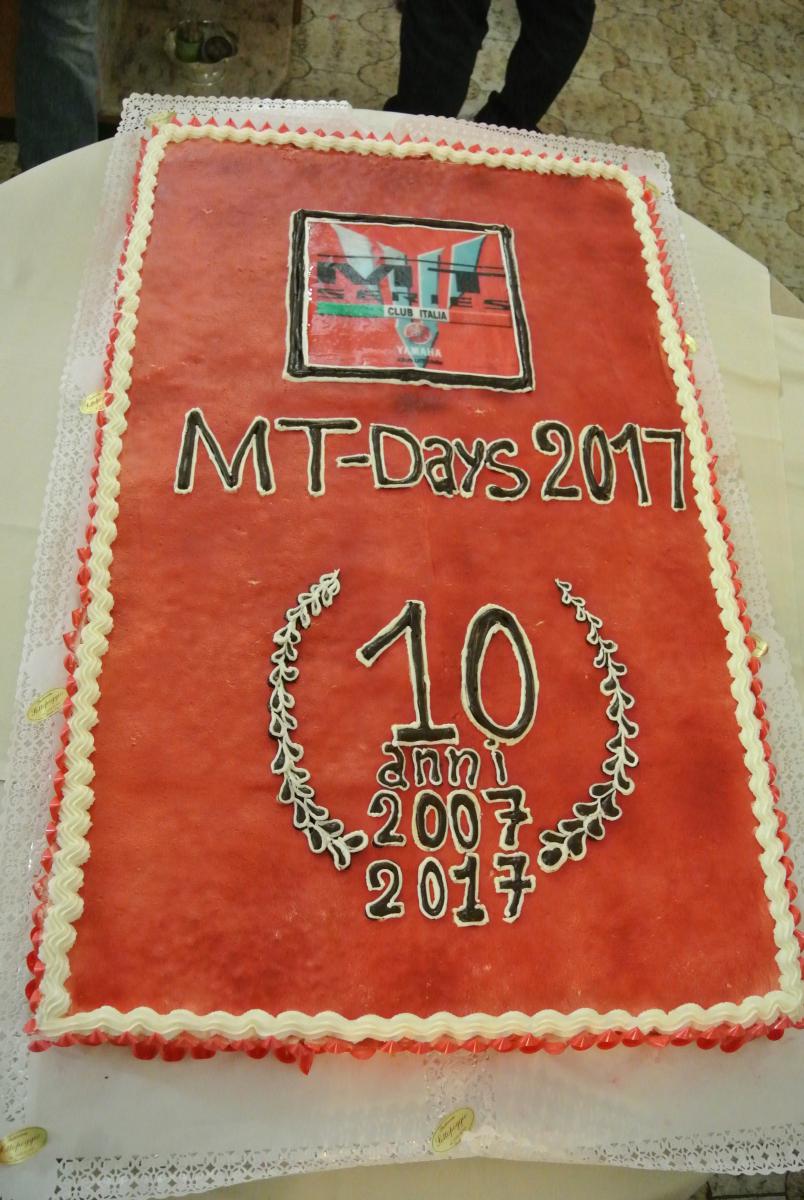 MT
SERIES
CLUB ITALIA
YAMAHA
MT-Days 2017
10
anni
2007
2017